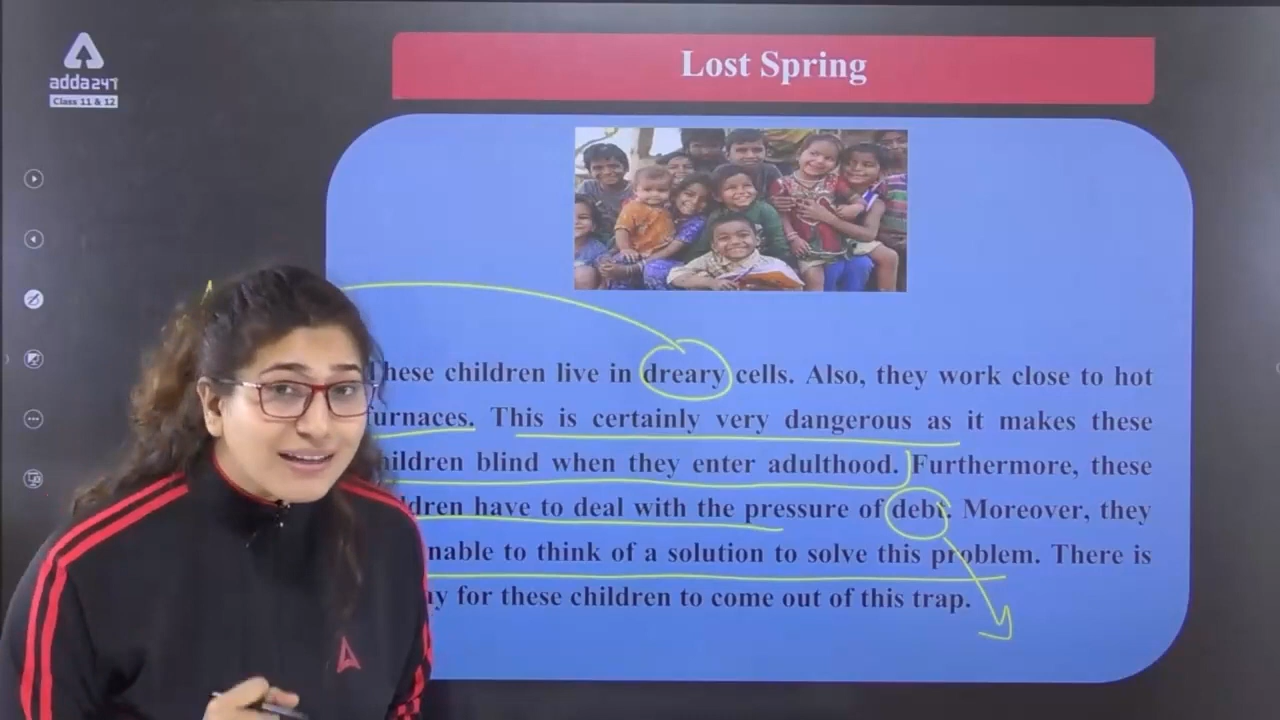 adda247
Class 11 & 12
Lost Spring
These children live in dreary cells. Also, they work close to hot
furnaces. This is certainly very dangerous as it makes these
children blind when they enter adulthood. Furthermore, these
dren have to deal with the pressure of debt. Moreover, they
nable to think of a solution to solve this problem. There is
y for these children to come out of this trap.